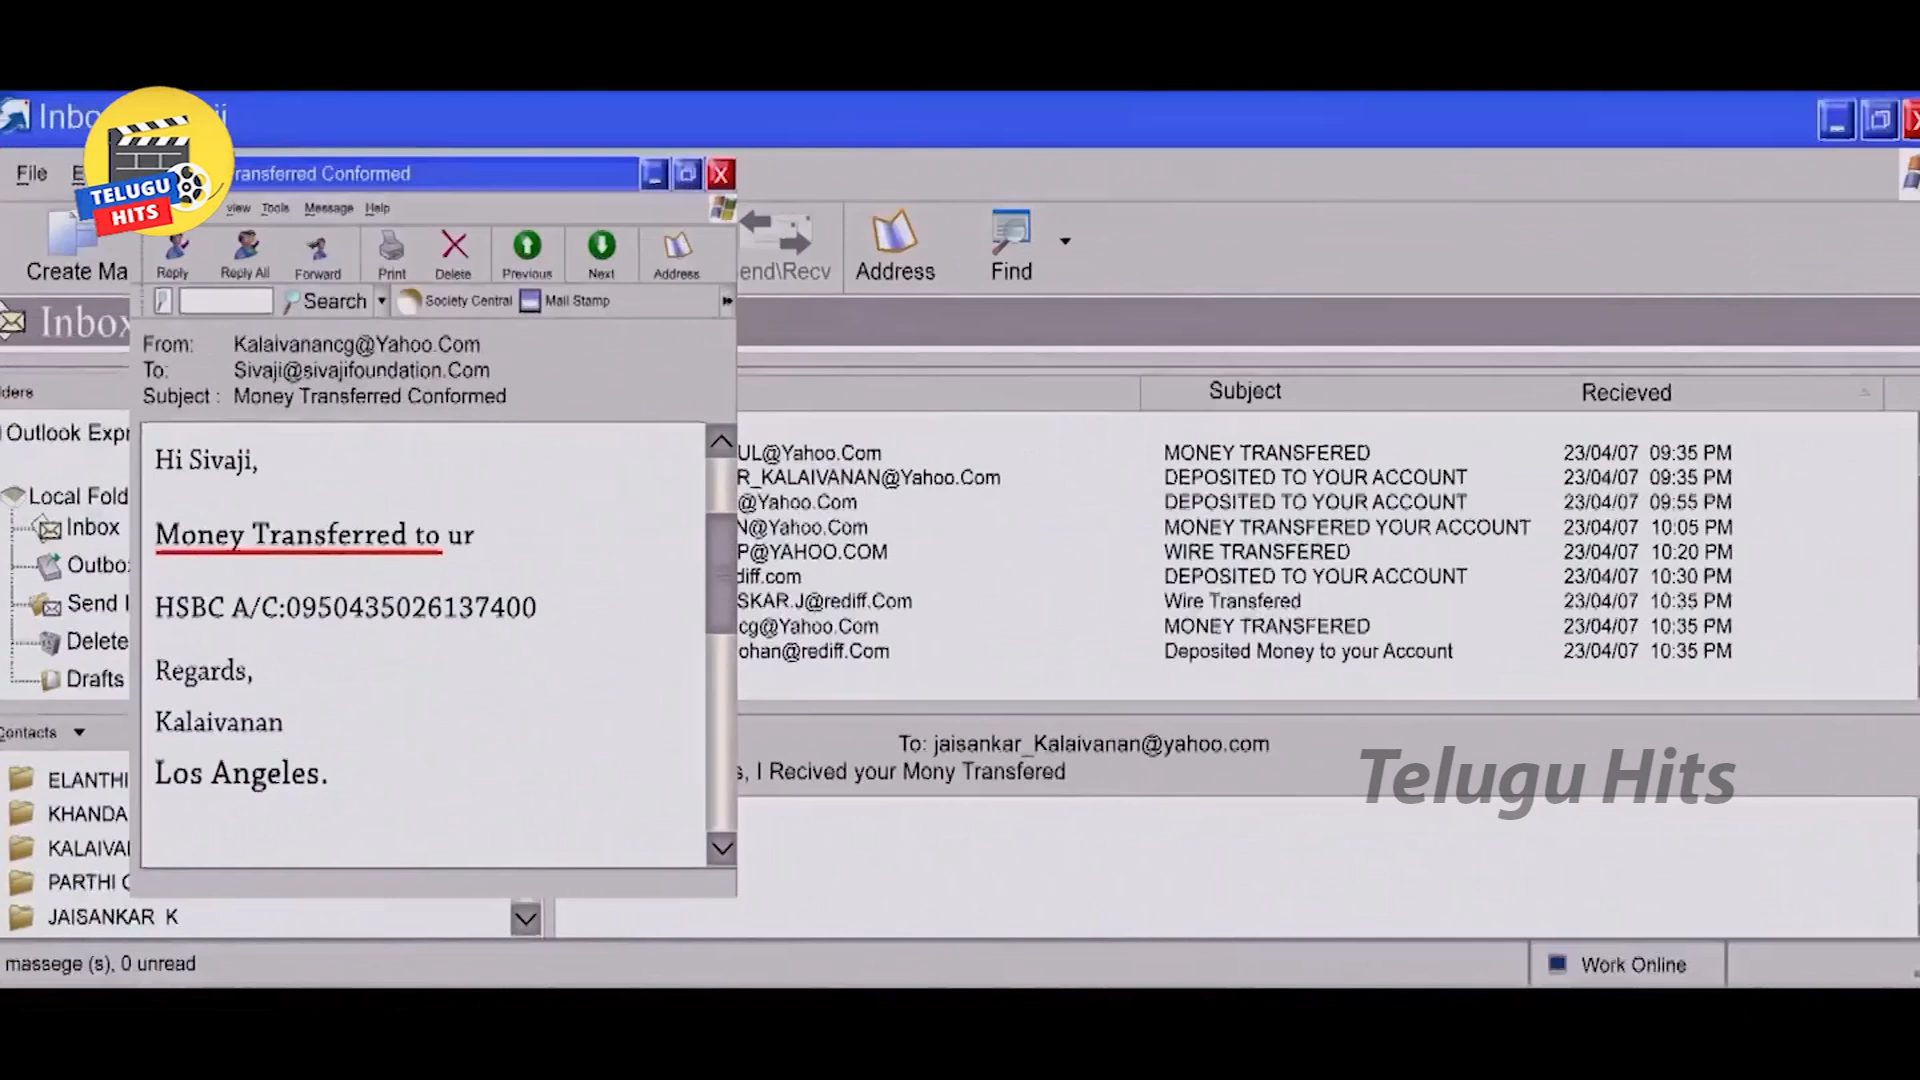 Inbo
TELUGU
HITS
ransferred Conformed
File
view Tools Message Help
Create Ma
Reply
Reply All
Forward
Print
Delete
Previous
Next
Address
end\Recv
Address
Find
Search
Society Central
Mail Stamp
Inbox
From: Kalaivanancg@Yahoo.Com
To: Sivaji@sivajifoundation.Com
Subject : Money Transferred Conformed
Subject Recieved
ders
Outlook Expr
Local Fold
Inbox
Outbo
Send
Delete
Drafts
Hi Sivaji,
Money Transferred to ur
HSBC A/C:0950435026137400
Regards,
Kalaivanan
Los Angeles.
UL@Yahoo.Com MONEY TRANSFERED 23/04/07 09:35 PM
R_KALAIVANAN@Yahoo.Com DEPOSITED TO YOUR ACCOUNT 23/04/07 09:35 PM
@Yahoo.Com DEPOSITED TO YOUR ACCOUNT 23/04/07 09:55 PM
N@Yahoo.Com MONEY TRANSFERED YOUR ACCOUNT 23/04/07 10:05 PM
P@YAHOO.COM WIRE TRANSFERED 23/04/07 10:20 PM
diff.com DEPOSITED TO YOUR ACCOUNT 23/04/07 10:30 PM
SKAR.J@rediff.Com Wire Transfered 23/04/07 10:35 PM
cg@Yahoo.Com MONEY TRANSFERED 23/04/07 10:35 PM
ohan@rediff.Com Deposited Money to your Account 23/04/07 10:35 PM
Contacts
ELANTHI
KHANDA
KALAIVAI
PARTHI
JAISANKAR K
To: jaisankar_Kalaivanan@yahoo.com
s, I Recived your Mony Transfered
Telugu Hits
massege (s), 0 unread
Work Online